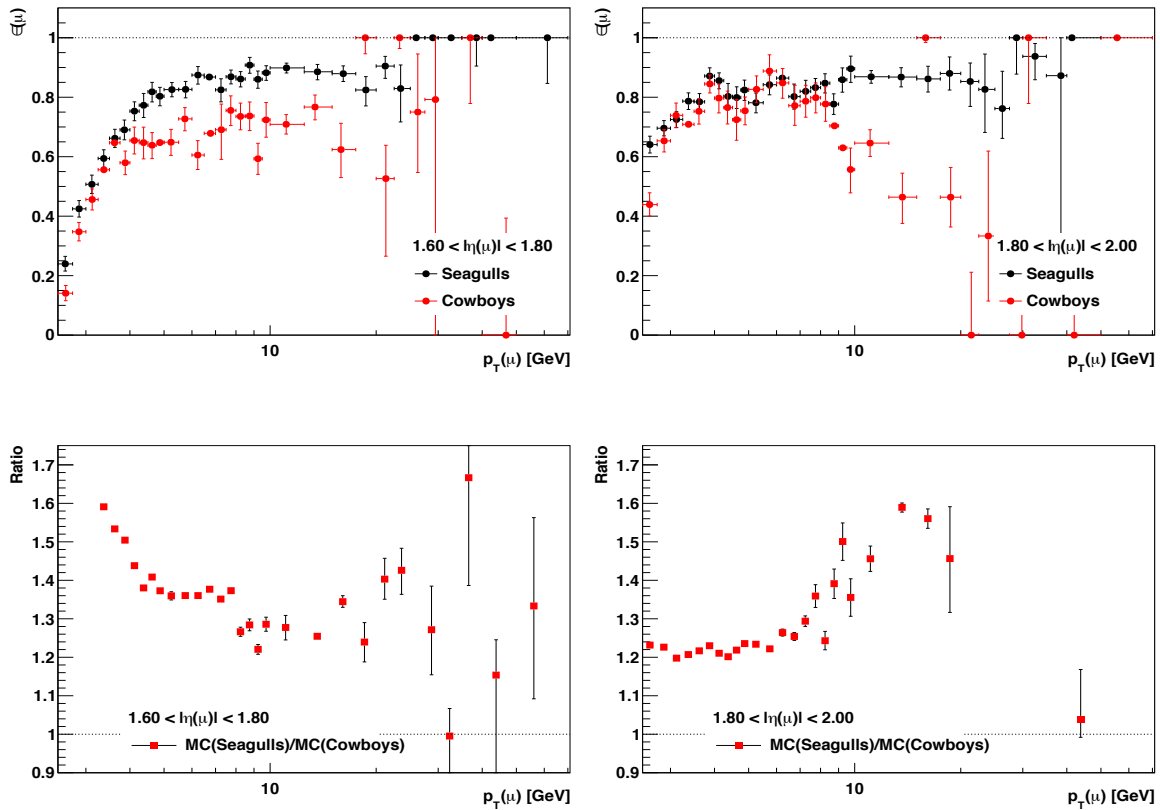 ∈(μ)
1
0.8
0.6
0.4
0.2
0
1.60 < |η(μ)| < 1.80
Seagulls
Cowboys
10
p_T(μ) [GeV]
∈(μ)
1
0.8
0.6
0.4
0.2
0
1.80 < |η(μ)| < 2.00
Seagulls
Cowboys
10
p_T(μ) [GeV]
Ratio
1.7
1.6
1.5
1.4
1.3
1.2
1.1
1
0.9
1.60 < |η(μ)| < 1.80
MC(Seagulls)/MC(Cowboys)
10
p_T(μ) [GeV]
Ratio
1.8
1.7
1.6
1.5
1.4
1.3
1.2
1.1
1
0.9
1.80 < |η(μ)| < 2.00
MC(Seagulls)/MC(Cowboys)
10
p_T(μ) [GeV]